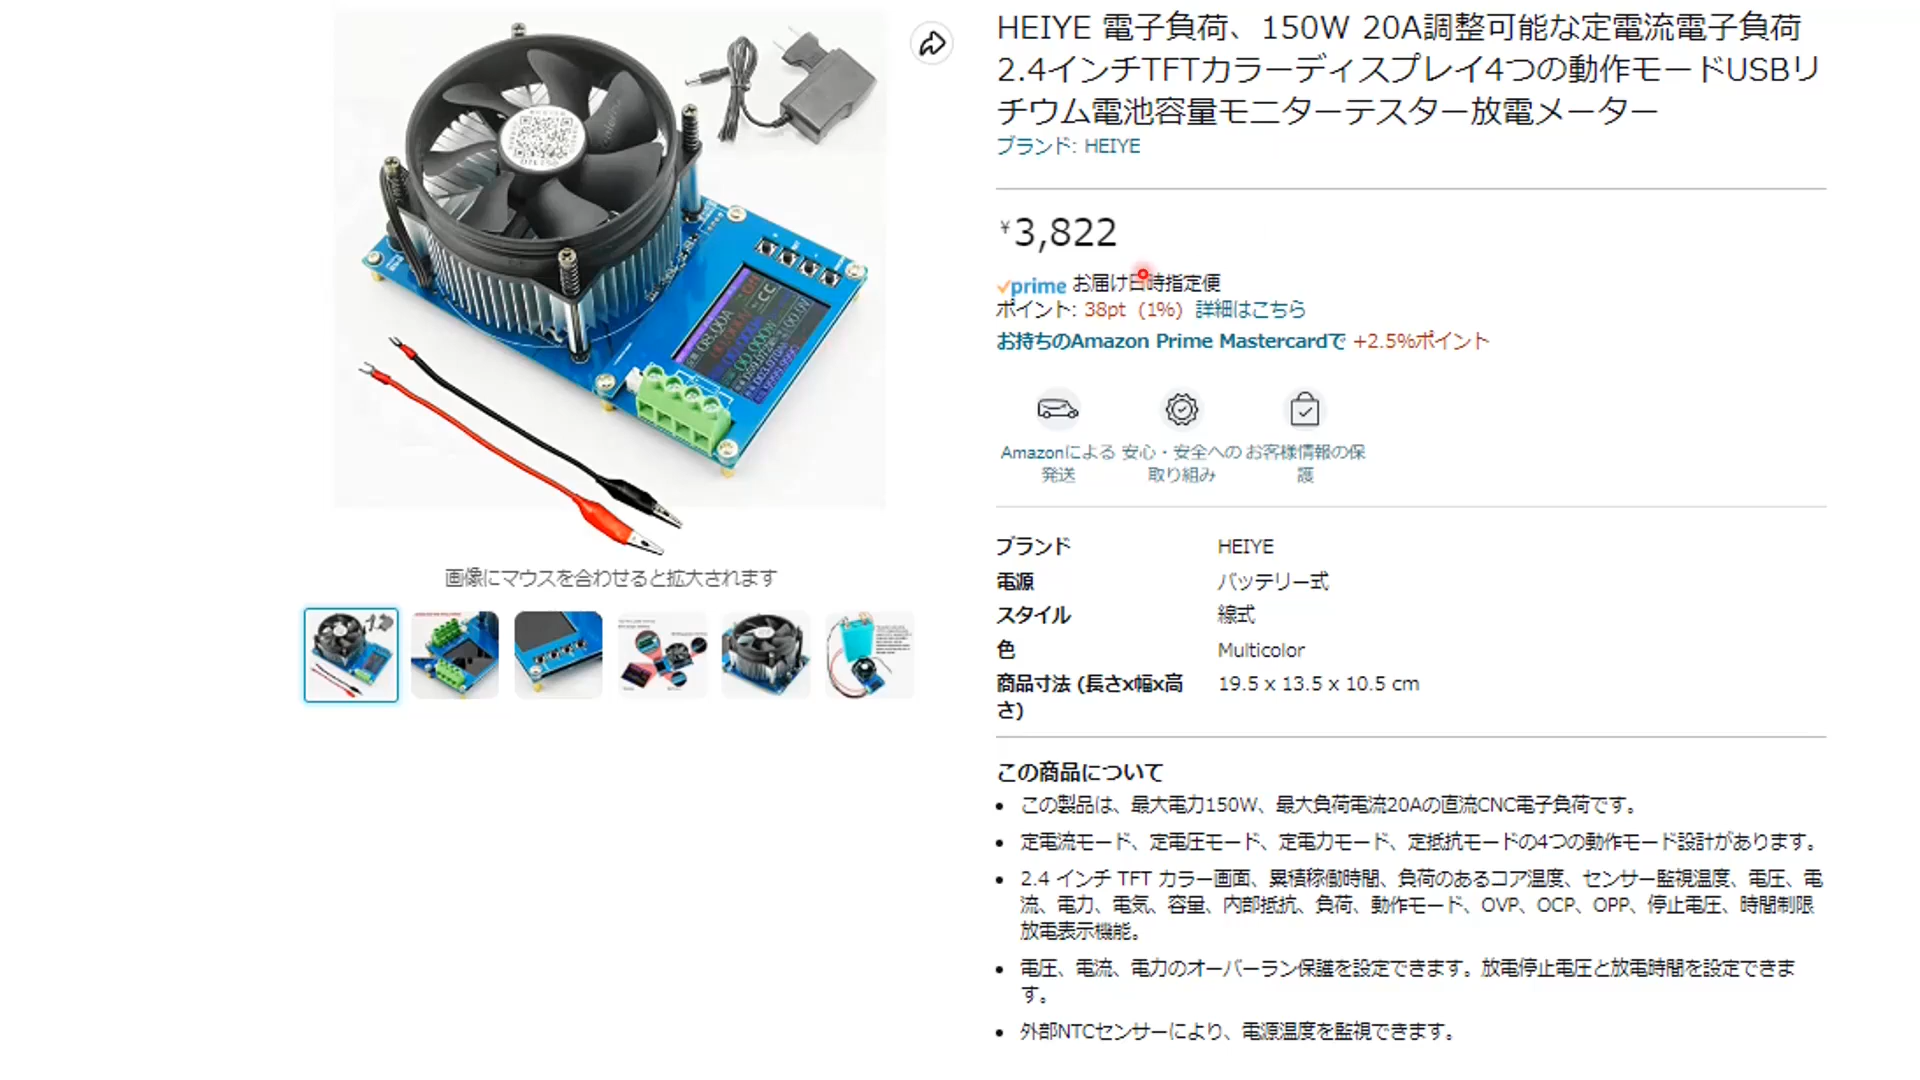 HEIYE 電子負荷、150W 20A調整可能な定電流電子負荷
2.4インチTFTカラーディスプレイ4つの動作モードUSBリ
チウム電池容量モニターテスター放電メーター
ブランド: HEIYE
¥3,822
prime お届け日時指定便
ポイント: 38pt (1%) 詳細はこちら
お持ちのAmazon Prime Mastercardで +2.5%ポイント
Amazonによる
発送
安心・安全への
取り組み
お客様情報の保
護
画像にマウスを合わせると拡大されます
ブランド HEIYE
電源 バッテリー式
スタイル 線式
色 Multicolor
商品寸法 (長さx幅x高
さ) 19.5 x 13.5 x 10.5 cm
この商品について
• この製品は、最大電力150W、最大負荷電流20Aの直流CNC電子負荷です。
• 定電流モード、定電圧モード、定電力モード、定抵抗モードの4つの動作モード設計があります。
• 2.4 インチ TFT カラー画面、累積稼働時間、負荷のあるコア温度、センサー監視温度、電圧、電
流、電力、電気、容量、内部抵抗、負荷、動作モード、OVP、OCP、OPP、停止電圧、時間制限
放電表示機能。
• 電圧、電流、電力のオーバーラン保護を設定できます。放電停止電圧と放電時間を設定できま
す。
• 外部NTCセンサーにより、電源温度を監視できます。